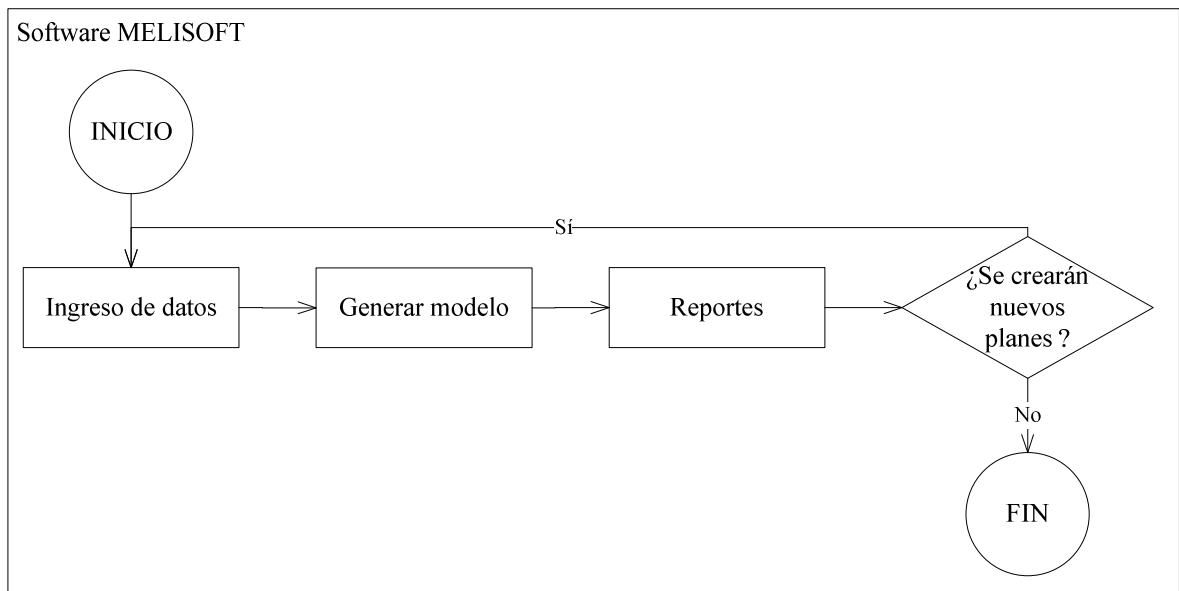 Software MELISOFT
INICIO
Sí
Ingreso de datos
Generar modelo
Reportes
¿Se crearán
nuevos
planes ?
No
FIN